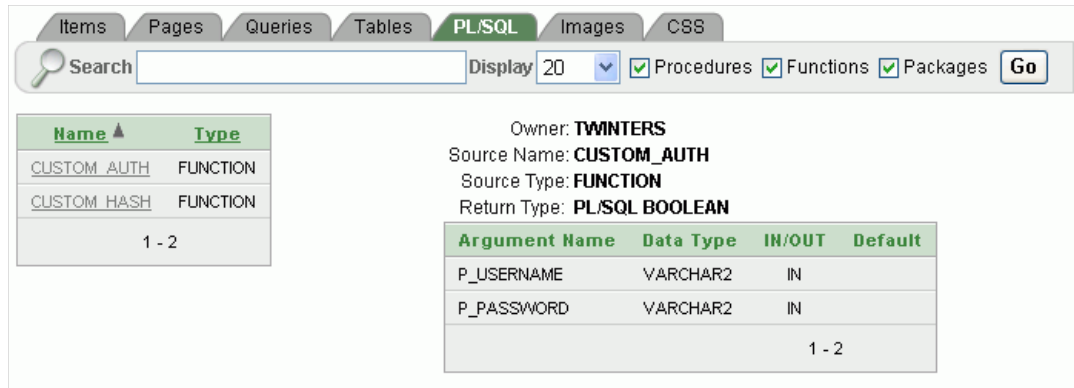 Items Pages Queries Tables PL/SQL Images CSS
Search Display 20 Procedures Functions Packages Go
Name Type
CUSTOM_AUTH FUNCTION
CUSTOM_HASH FUNCTION
1 - 2
Owner: TWINTERS
Source Name: CUSTOM_AUTH
Source Type: FUNCTION
Return Type: PL/SQL BOOLEAN
Argument Name Data Type IN/OUT Default
P_USERNAME VARCHAR2 IN
P_PASSWORD VARCHAR2 IN
1 - 2